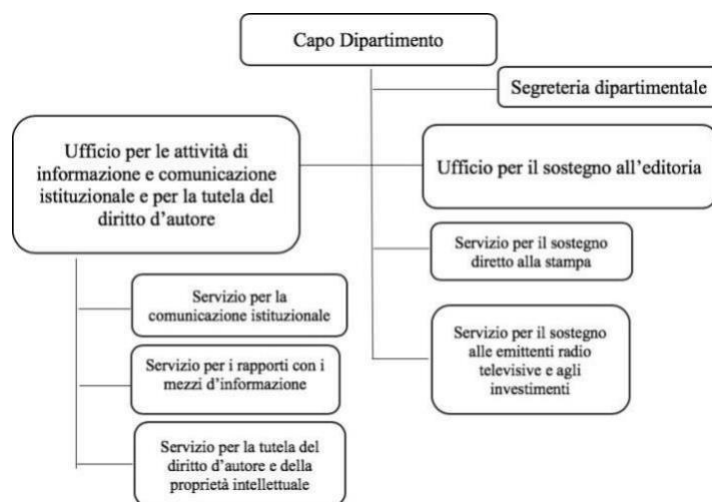 Capo Dipartimento
Segreteria dipartimentale
Ufficio per le attività di
informazione e comunicazione
istituzionale e per la tutela del
diritto d’autore
Ufficio per il sostegno all’editoria
Servizio per il sostegno
diretto alla stampa
Servizio per la
comunicazione istituzionale
Servizio per il sostegno
alle emittenti radio
televisive e agli
investimenti
Servizio per i rapporti con i
mezzi d’informazione
Servizio per la tutela del
diritto d’autore e della
proprietà intellettuale